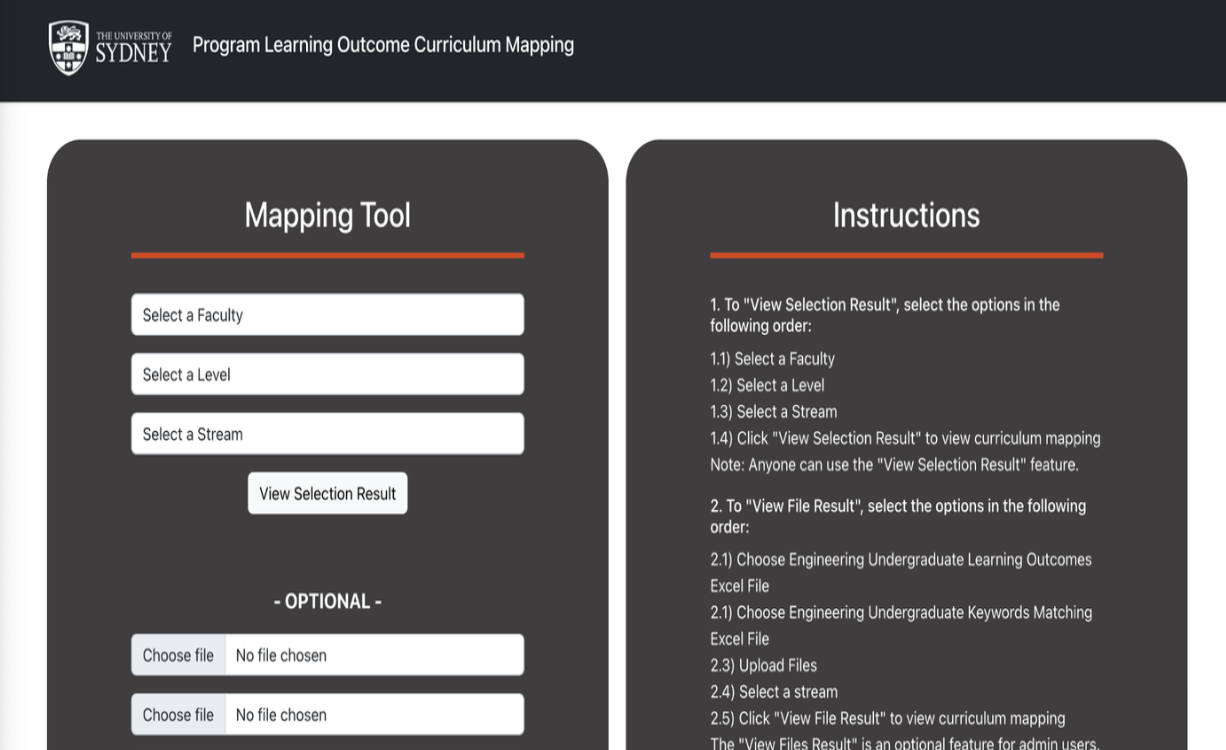 THE UNIVERSITY OF
SYDNEY
Program Learning Outcome Curriculum Mapping
Mapping Tool
Select a Faculty
Select a Level
Select a Stream
View Selection Result
- OPTIONAL -
Choose file No file chosen
Choose file No file chosen
Instructions
1. To "View Selection Result", select the options in the
following order:
1.1) Select a Faculty
1.2) Select a Level
1.3) Select a Stream
1.4) Click "View Selection Result" to view curriculum mapping
Note: Anyone can use the "View Selection Result" feature.
2. To "View File Result", select the options in the following
order:
2.1) Choose Engineering Undergraduate Learning Outcomes
Excel File
2.1) Choose Engineering Undergraduate Keywords Matching
Excel File
2.3) Upload Files
2.4) Select a stream
2.5) Click "View File Result" to view curriculum mapping
The "View Files Result" is an optional feature for admin users.